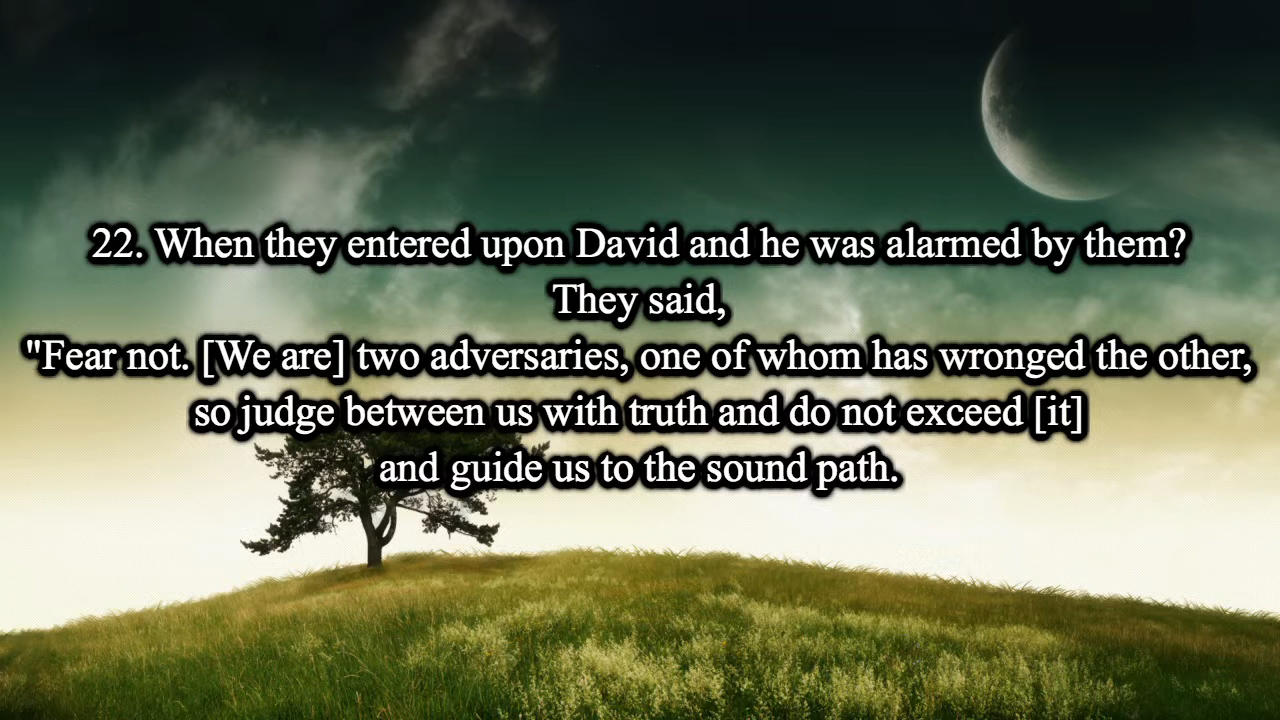 22. When they entered upon David and he was alarmed by them?
They said,
"Fear not. [We are] two adversaries, one of whom has wronged the other,
so judge between us with truth and do not exceed [it]
and guide us to the sound path.